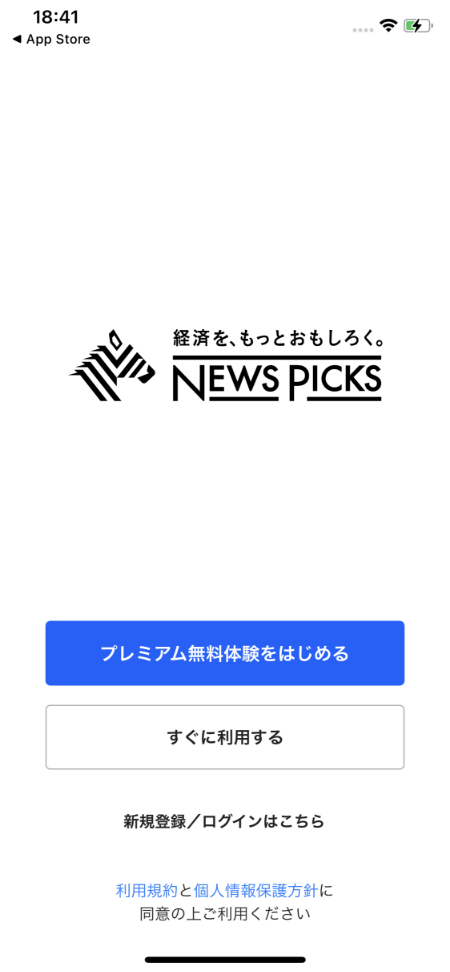 18:41
◀ App Store
経済を、もっとおもしろく。
NEWS PICKS
プレミアム無料体験をはじめる
すぐに利用する
新規登録／ログインはこちら
利用規約と個人情報保護方針に
同意の上ご利用ください